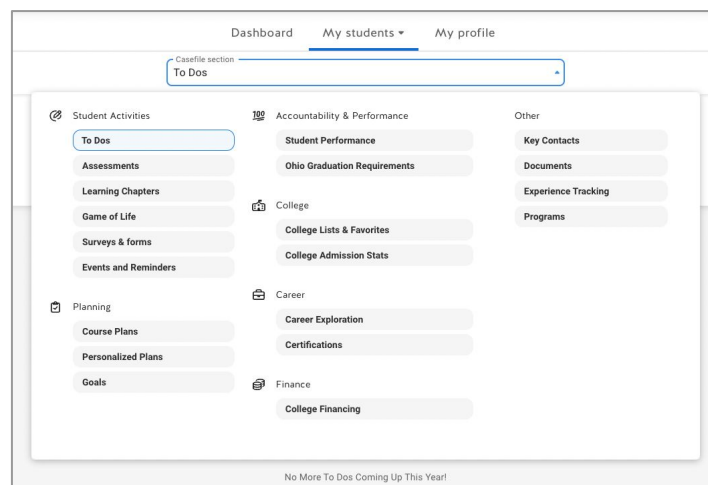 Dashboard My students My profile
Casefile section
To Dos
Student Activities
To Dos
Assessments
Learning Chapters
Game of Life
Surveys & forms
Events and Reminders
Planning
Course Plans
Personalized Plans
Goals
100 Accountability & Performance
Student Performance
Ohio Graduation Requirements
College
College Lists & Favorites
College Admission Stats
Career
Career Exploration
Certifications
Finance
College Financing
Other
Key Contacts
Documents
Experience Tracking
Programs
No More To Dos Coming Up This Year!